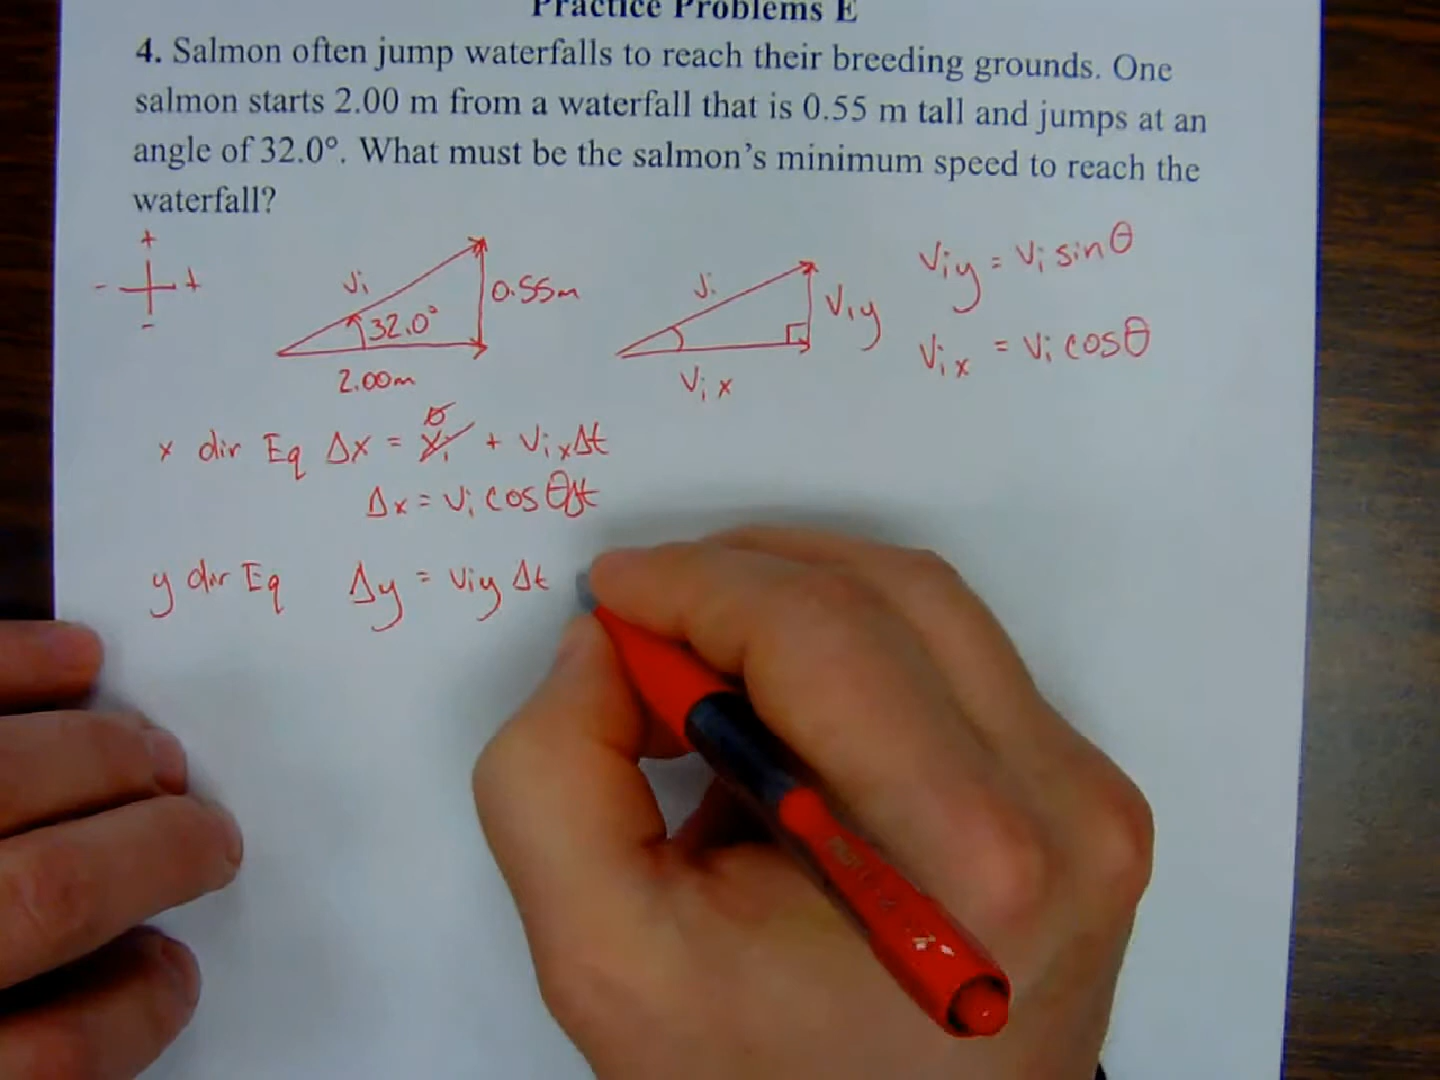 Practice Problems E
4. Salmon often jump waterfalls to reach their breeding grounds. One
salmon starts 2.00 m from a waterfall that is 0.55 m tall and jumps at an
angle of 32.0°. What must be the salmon's minimum speed to reach the
waterfall?
+
- +
-
vi
32.0°
0.55m
2.00m
vi
viy
vix
viy = vi sinθ
vix = vi cosθ
x dir Eq Δx = xi + vixΔt
Δx = vi cosθΔt
y dir Eq Δy = viy Δt